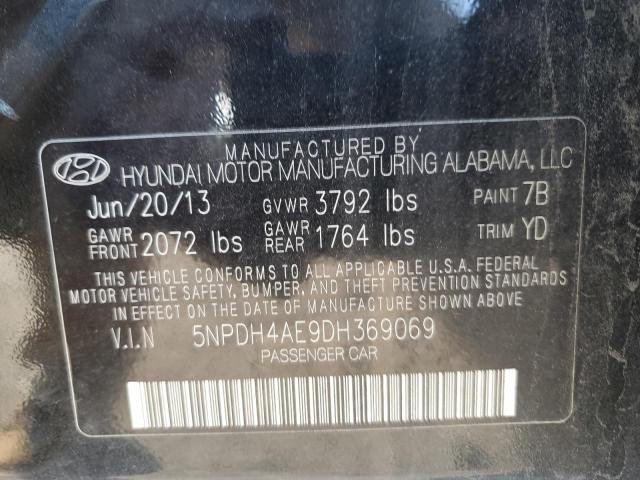 MANUFACTURED BY
HYUNDAI MOTOR MANUFACTURING ALABAMA, LLC
Jun/20/13 GVWR 3792 lbs PAINT 7B
GAWR FRONT 2072 lbs GAWR REAR 1764 lbs TRIM YD
THIS VEHICLE CONFORMS TO ALL APPLICABLE U.S.A. FEDERAL
MOTOR VEHICLE SAFETY, BUMPER, AND THEFT PREVENTION STANDARDS
IN EFFECT ON THE DATE OF MANUFACTURE SHOWN ABOVE.
V.I.N 5NPDH4AE9DH369069
PASSENGER CAR